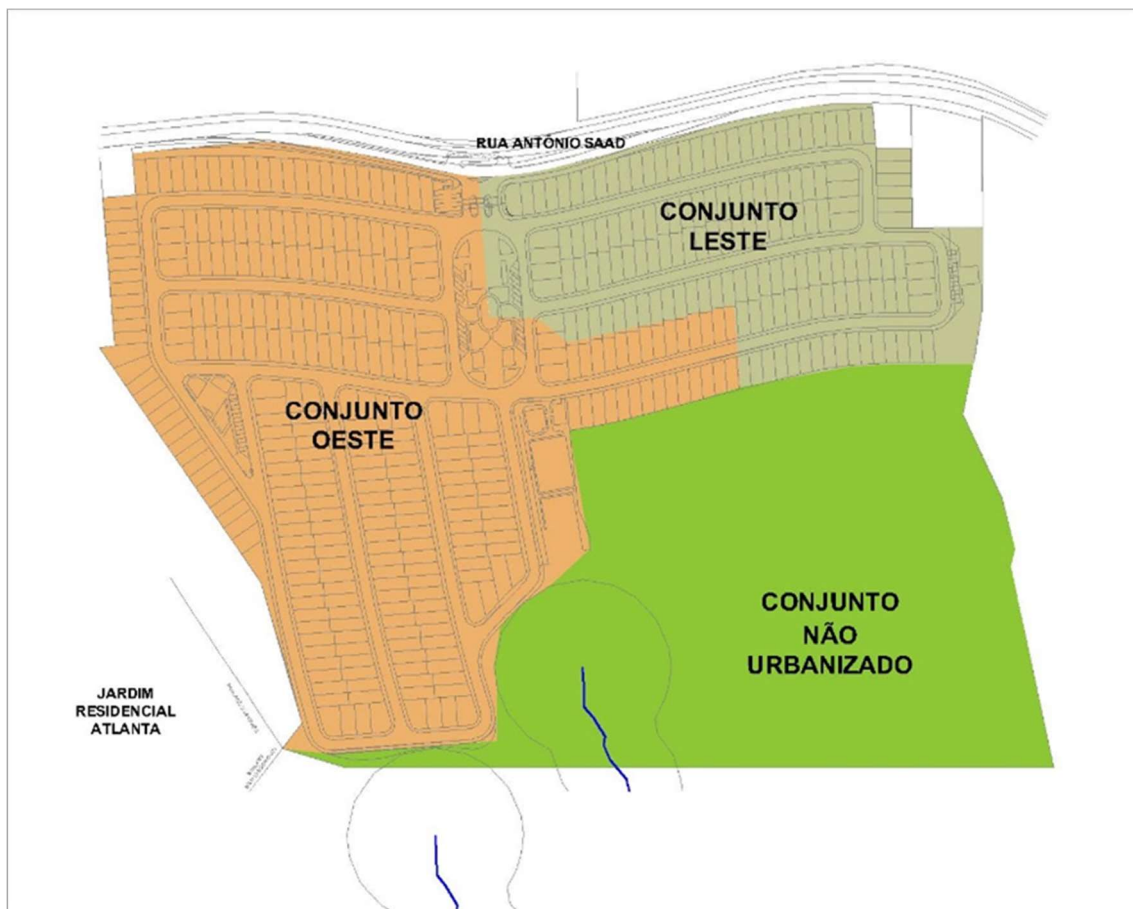 RUA ANTÔNIO SAAD
CONJUNTO
LESTE
CONJUNTO
OESTE
CONJUNTO
NÃO
URBANIZADO
JARDIM
RESIDENCIAL
ATLANTA